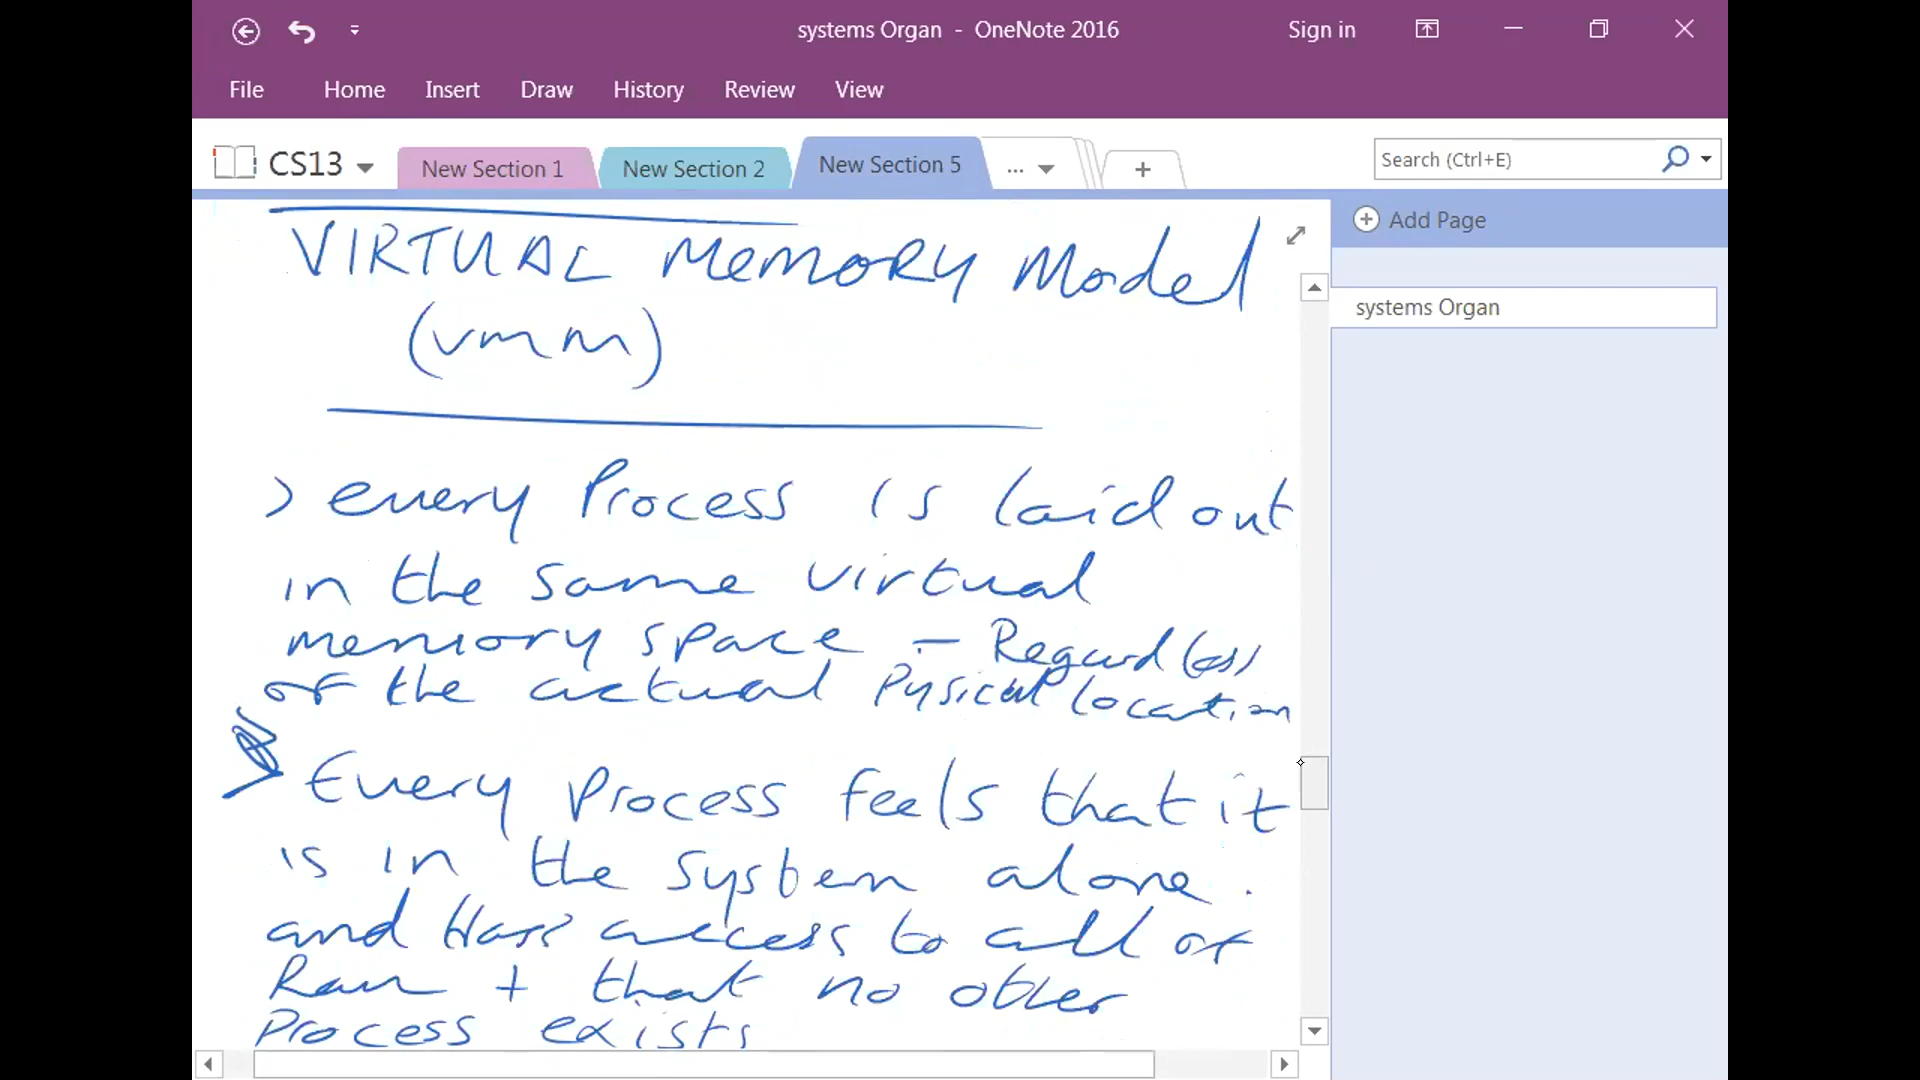 systems Organ - OneNote 2016
Sign in
File Home Insert Draw History Review View
CS13
New Section 1
New Section 2
New Section 5
...
+
Search (Ctrl+E)
Add Page
systems Organ
VIRTUAL Memory Model
(vmm)
> every Process is laid out
in the same virtual
memory space - Regardless
of the actual Pysical location
> Every Process feels that it
is in the system alone.
and Hass access to all of
Ram + that no other
Process exists